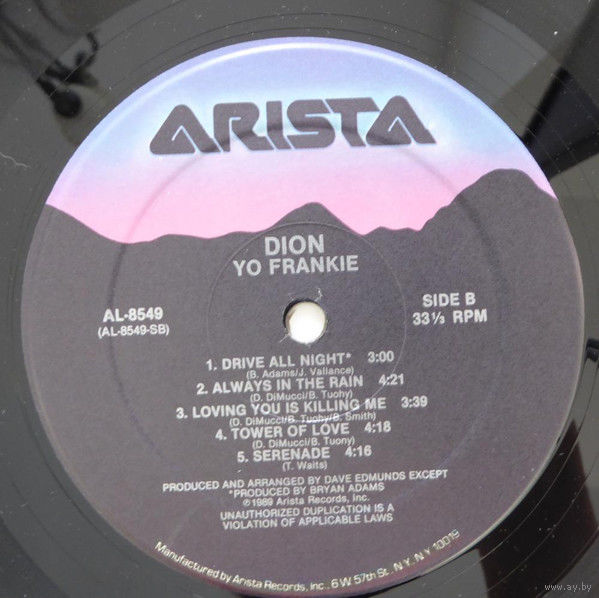 ARISTA
DION
YO FRANKIE
AL-8549
(AL-8549-SB)
SIDE B
33⅓ RPM
1. DRIVE ALL NIGHT* 3:00
(B. Adams/J. Vallance)
2. ALWAYS IN THE RAIN 4:21
(D. DiMucci/B. Tuohy)
3. LOVING YOU IS KILLING ME 3:39
(D. DiMucci/B. Tuohy/B. Smith)
4. TOWER OF LOVE 4:18
(D. DiMucci/B. Tuony)
5. SERENADE 4:16
(T. Waits)
PRODUCED AND ARRANGED BY DAVE EDMUNDS EXCEPT
*PRODUCED BY BRYAN ADAMS
℗1989 Arista Records, Inc.
UNAUTHORIZED DUPLICATION IS A
VIOLATION OF APPLICABLE LAWS
Manufactured by Arista Records, Inc., 6 W 57th St., N.Y., N.Y. 10019
www.ay.by